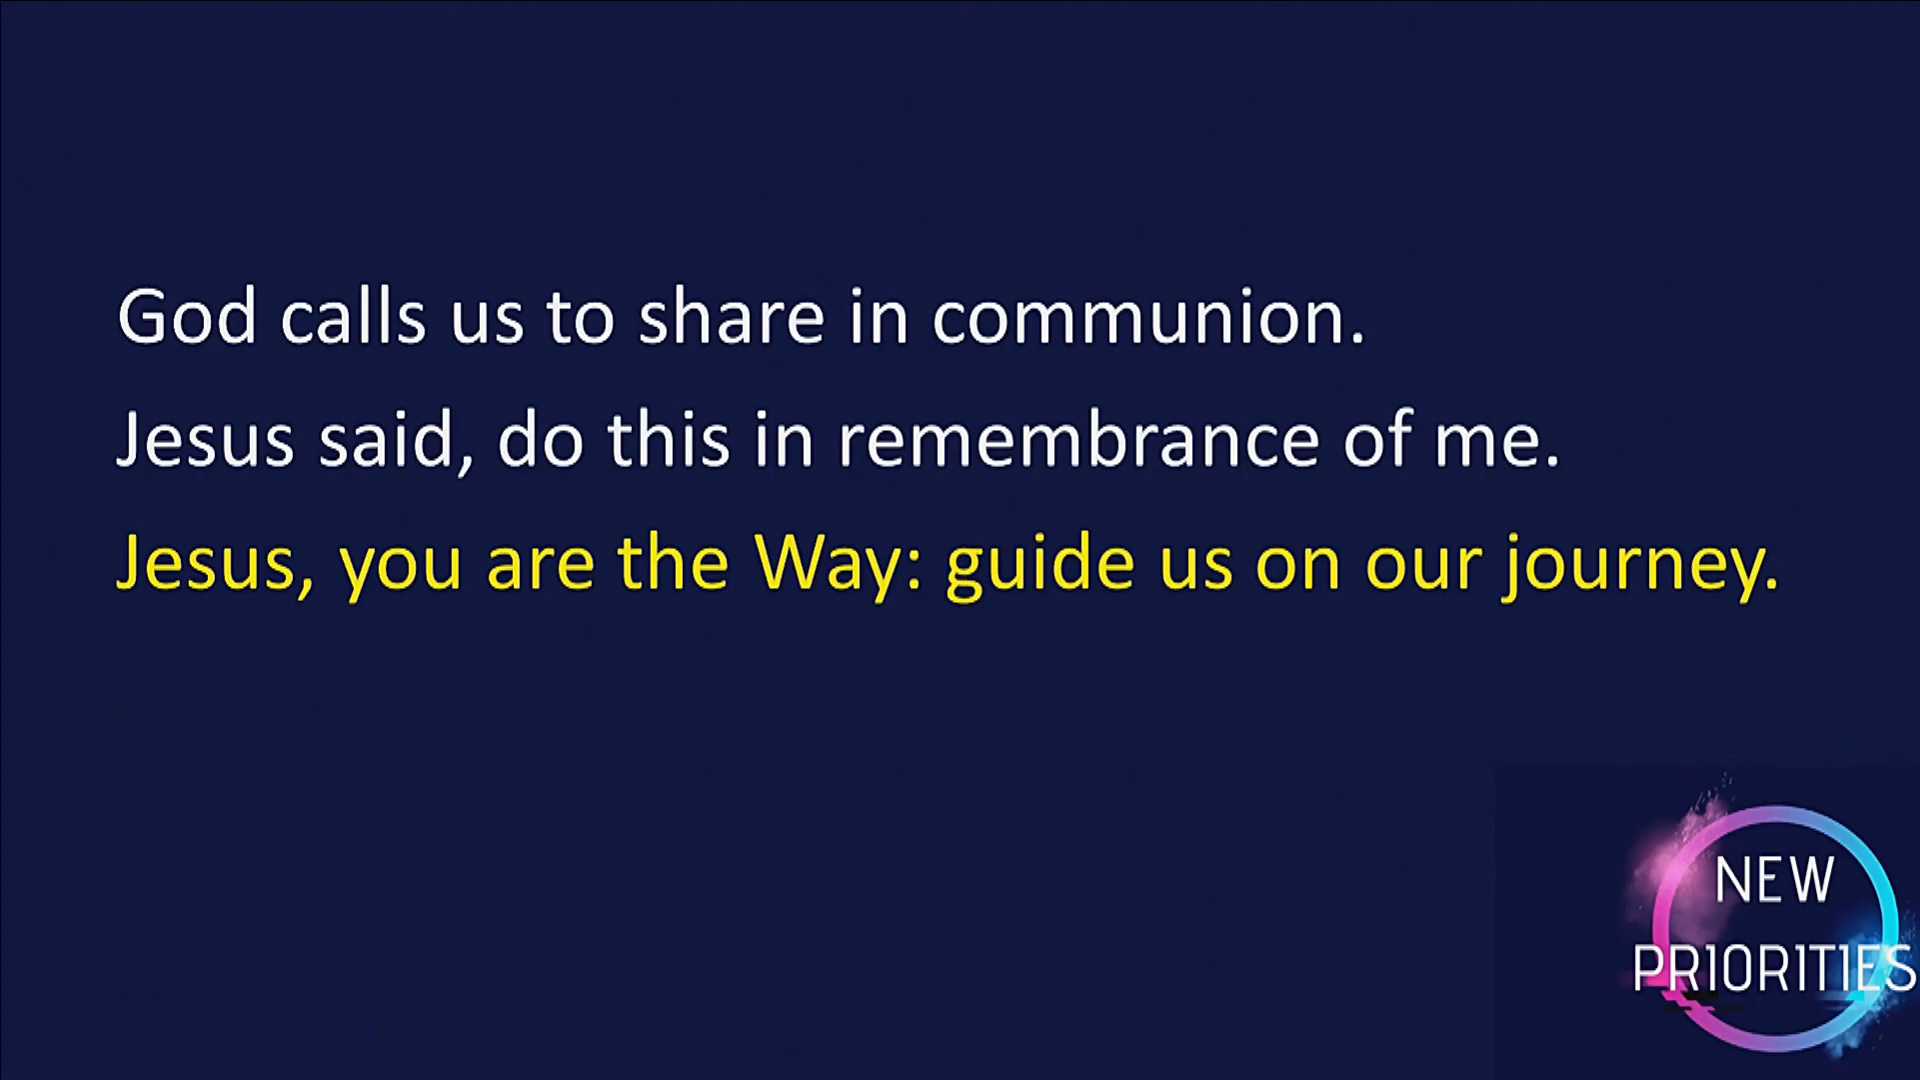 God calls us to share in communion.
Jesus said, do this in remembrance of me.
Jesus, you are the Way: guide us on our journey.
NEW
PRIORITIES